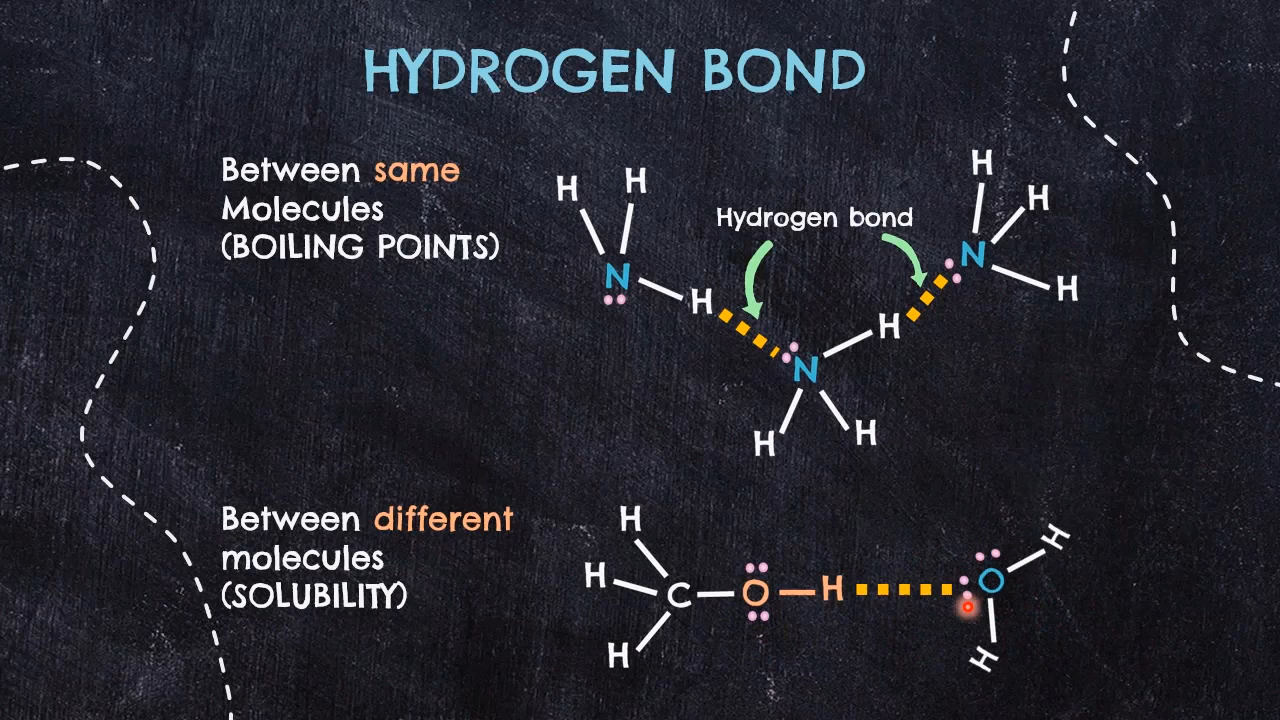 HYDROGEN BOND
Between same
Molecules
(BOILING POINTS)
Hydrogen bond
H
H
N
H
N
H
H
H
H
H
H
N
Between different
molecules
(SOLUBILITY)
H
H
H
C
O
H
O
H
H